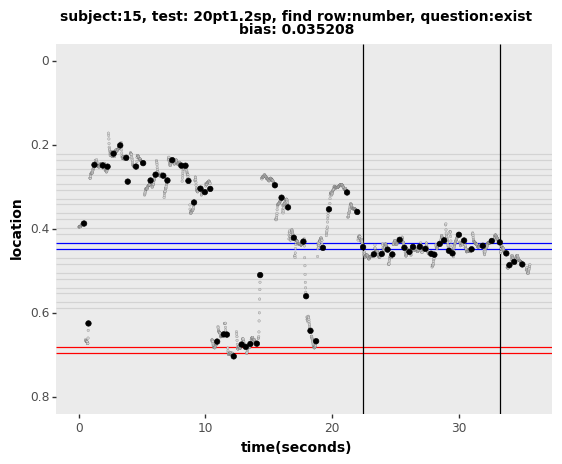 subject:15, test: 20pt1.2sp, find row:number, question:exist
bias: 0.035208
0
0.2
0.4
0.6
0.8
location
0
10
20
30
time(seconds)